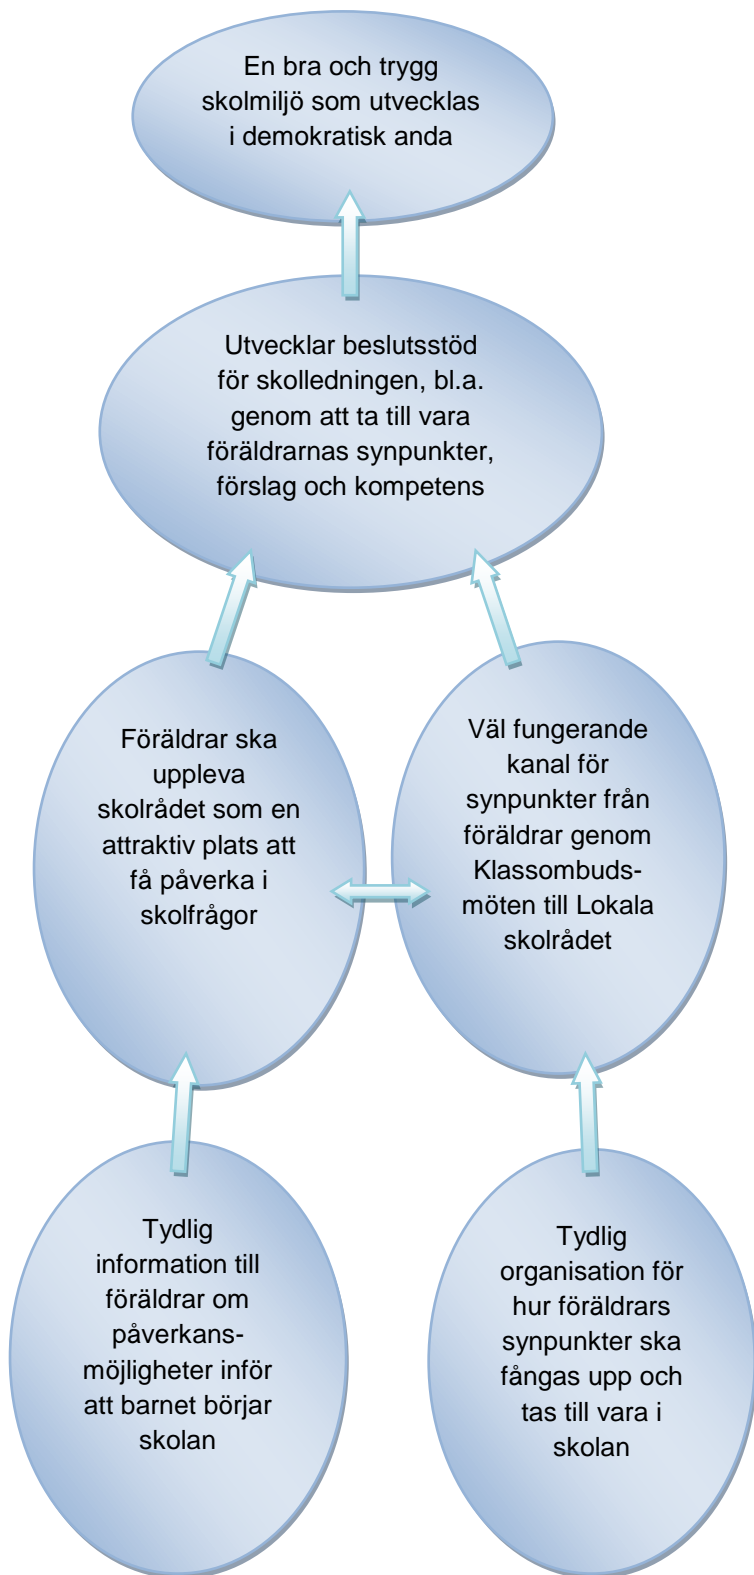 En bra och trygg
skolmiljö som utvecklas
i demokratisk anda
Utvecklar beslutsstöd
för skolledningen, bl.a.
genom att ta till vara
föräldrarnas synpunkter,
förslag och kompetens
Föräldrar ska
uppleva
skolrådet som en
attraktiv plats att
få påverka i
skolfrågor
Väl fungerande
kanal för
synpunkter från
föräldrar genom
Klassombuds-
möten till Lokala
skolrådet
Tydlig
information till
föräldrar om
påverkans-
möjligheter inför
att barnet börjar
skolan
Tydlig
organisation för
hur föräldrars
synpunkter ska
fångas upp och
tas till vara i
skolan